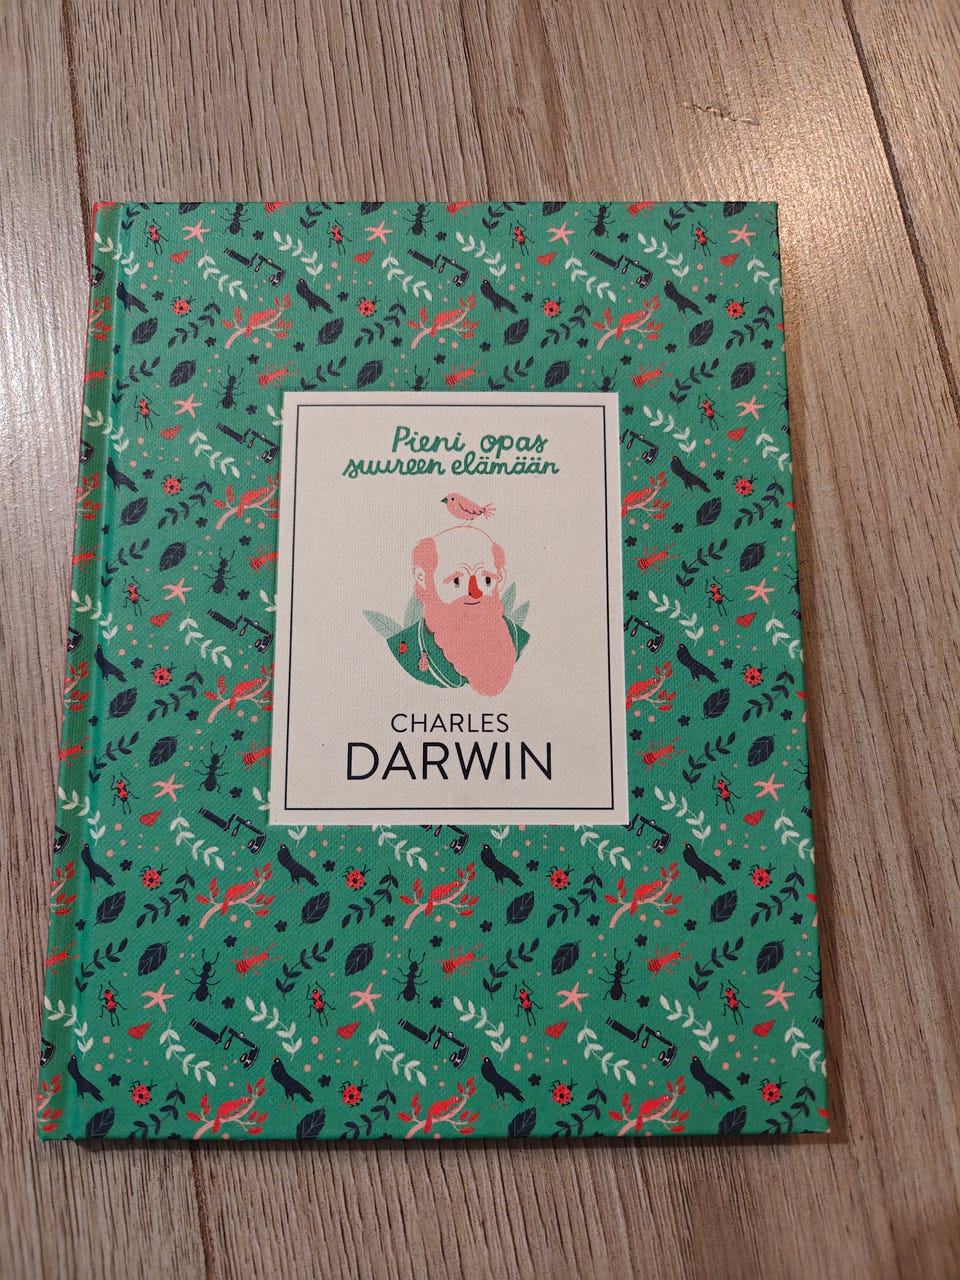 Pieni opas
suureen elämään
CHARLES
DARWIN